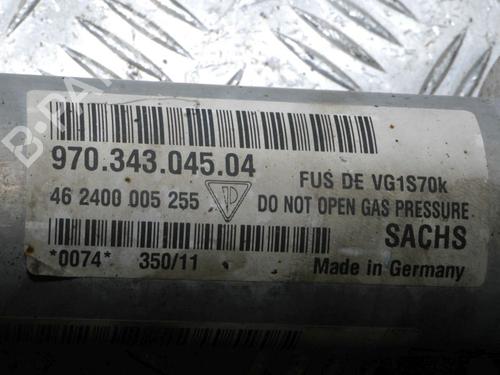 B-PARTS
970.343.045.04
FUS DE VG1S70k
46 2400 005 255
DO NOT OPEN GAS PRESSURE
SACHS
*0074* 350/11
Made in Germany